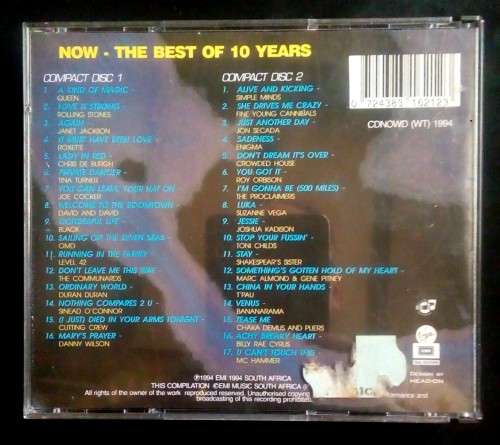 NOW - THE BEST OF 10 YEARS
COMPACT DISC 1
1. A KIND OF MAGIC -
QUEEN
2. LOVE IS STRONG -
ROLLING STONES
3. AGAIN -
JANET JACKSON
4. IT MUST HAVE BEEN LOVE -
ROXETTE
5. LADY IN RED -
CHRIS DE BURGH
6. PRIVATE DANCER -
TINA TURNER
7. YOU CAN LEAVE YOUR HAT ON
JOE COCKER
8. WELCOME TO THE BOOMTOWN
DAVID AND DAVID
9. WONDERFUL LIFE -
BLACK
10. SAILING ON THE SEVEN SEAS -
OMD
11. RUNNING IN THE FAMILY -
LEVEL 42
12. DON'T LEAVE ME THIS WAY -
THE COMMUNARDS
13. ORDINARY WORLD -
DURAN DURAN
14. NOTHING COMPARES 2 U -
SINEAD O'CONNOR
15. (I JUST) DIED IN YOUR ARMS TONIGHT -
CUTTING CREW
16. MARY'S PRAYER -
DANNY WILSON
COMPACT DISC 2
1. ALIVE AND KICKING -
SIMPLE MINDS
2. SHE DRIVES ME CRAZY -
FINE YOUNG CANNIBALS
3. JUST ANOTHER DAY -
JON SECADA
4. SADENESS -
ENIGMA
5. DON'T DREAM IT'S OVER -
CROWDED HOUSE
6. YOU GOT IT -
ROY ORBISON
7. I'M GONNA BE (500 MILES) -
THE PROCLAIMERS
8. LUKA -
SUZANNE VEGA
9. JESSIE -
JOSHUA KADISON
10. STOP YOUR FUSSIN' -
TONI CHILDS
11. STAY -
SHAKESPEAR'S SISTER
12. SOMETHING'S GOTTEN HOLD OF MY HEART -
MARC ALMOND & GENE PITNEY
13. CHINA IN YOUR HANDS -
T'PAU
14. VENUS -
BANANARAMA
15. TEASE ME
CHAKA DEMUS AND PLIERS
16. ACHY BREAKY HEART -
BILLY RAE CYRUS
17. U CAN'T TOUCH THIS -
MC HAMMER
CDNOWD (WT) 1994
Virgin
EMI
DESIGN BY
HEAD-ON
℗1994 EMI 1994 SOUTH AFRICA
THIS COMPILATION ©EMI MUSIC SOUTH AFRICA
All rights of the owner of the work reproduced reserved. Unauthorised copying performance and
broadcasting of this recording prohibited.